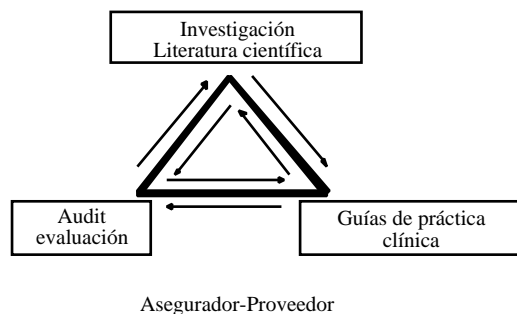 Investigación
Literatura científica
Audit
evaluación
Guías de práctica
clínica
Asegurador-Proveedor